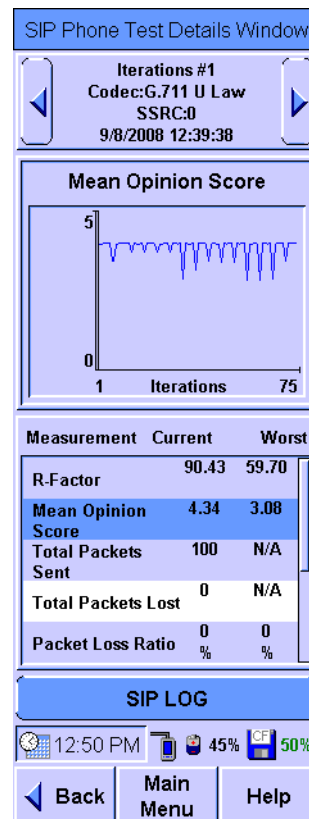 SIP Phone Test Details Window
Iterations #1
Codec:G.711 U Law
SSRC:0
9/8/2008 12:39:38
Mean Opinion Score
5
0
1 Iterations 75
Measurement Current Worst
R-Factor 90.43 59.70
Mean Opinion Score 4.34 3.08
Total Packets Sent 100 N/A
Total Packets Lost 0 N/A
Packet Loss Ratio 0 % 0 %
SIP LOG
12:50 PM 45% CF 50%
Back Main Menu Help